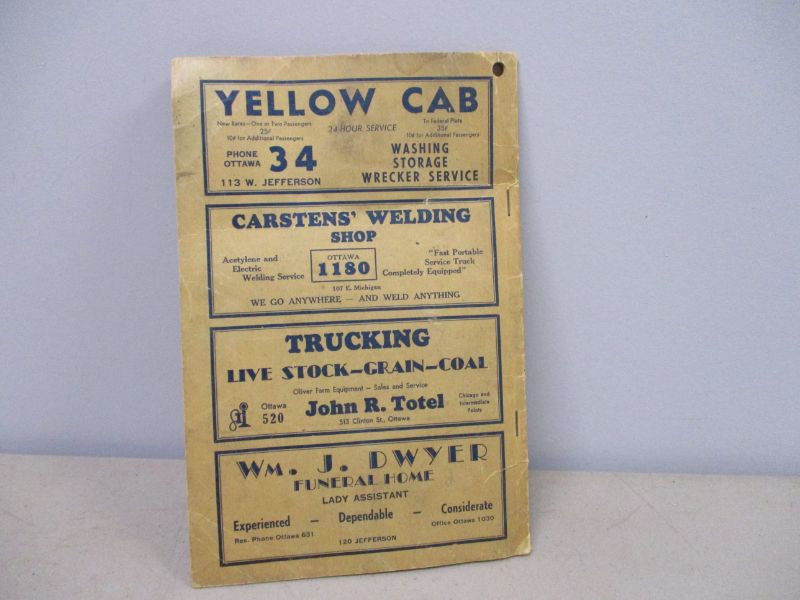 YELLOW CAB
New Rates—One or Two Passengers
25¢
10¢ for Additional Passengers
24 HOUR SERVICE
To Federal Plate
35¢
10¢ for Additional Passengers
PHONE
OTTAWA
34
113 W. JEFFERSON
WASHING
STORAGE
WRECKER SERVICE
CARSTENS' WELDING
SHOP
Acetylene and
Electric
Welding Service
OTTAWA
1180
107 E. Michigan
"Fast Portable
Service Truck
Completely Equipped"
WE GO ANYWHERE — AND WELD ANYTHING
TRUCKING
LIVE STOCK—GRAIN—COAL
Oliver Farm Equipment – Sales and Service
Ottawa
520
John R. Totel
513 Clinton St., Ottawa
Chicago and
Intermediate
Points
WM. J. DWYER
FUNERAL HOME
LADY ASSISTANT
Experienced – Dependable – Considerate
Res. Phone Ottawa 631
Office Ottawa 1030
120 JEFFERSON